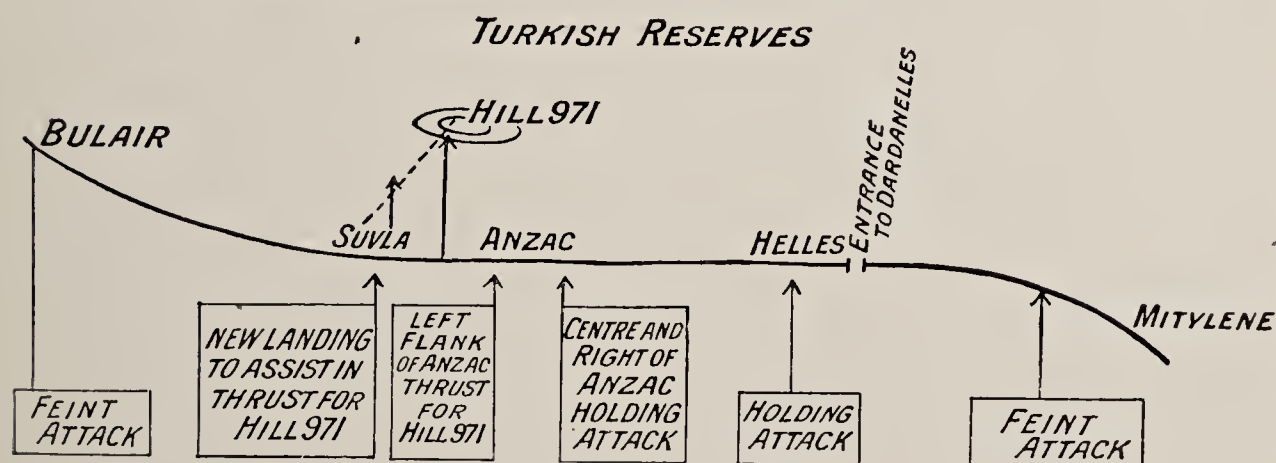 TURKISH RESERVES
BULAIR
HILL 971
ENTRANCE
TO DARDANELLES
SUVLA
ANZAC
HELLES
MITYLENE
FEINT
ATTACK
NEW LANDING
TO ASSIST IN
THRUST FOR
HILL 971
LEFT
FLANK
OF ANZAC
THRUST
FOR
HILL 971
CENTRE AND
RIGHT OF
ANZAC
HOLDING
ATTACK
HOLDING
ATTACK
FEINT
ATTACK